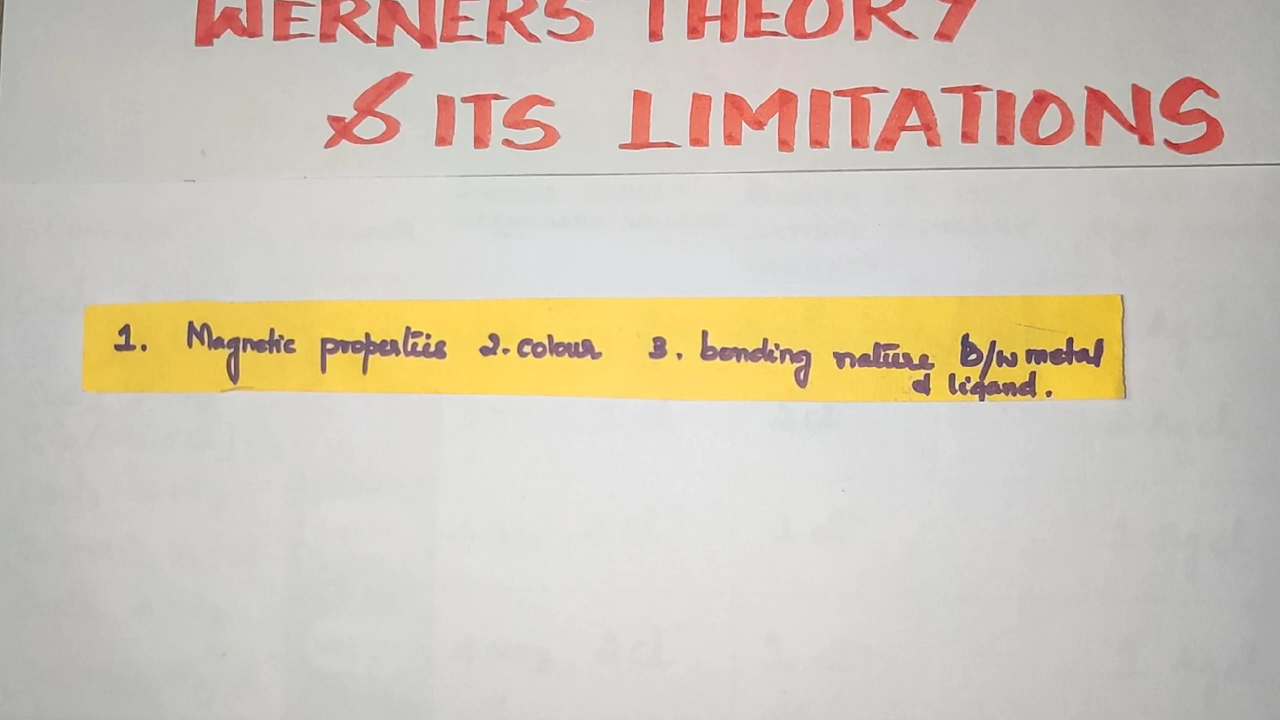 WERNERS THEORY
& ITS LIMITATIONS
1. Magnetic properties 2. colour 3. bonding nature b/w metal
& ligand.